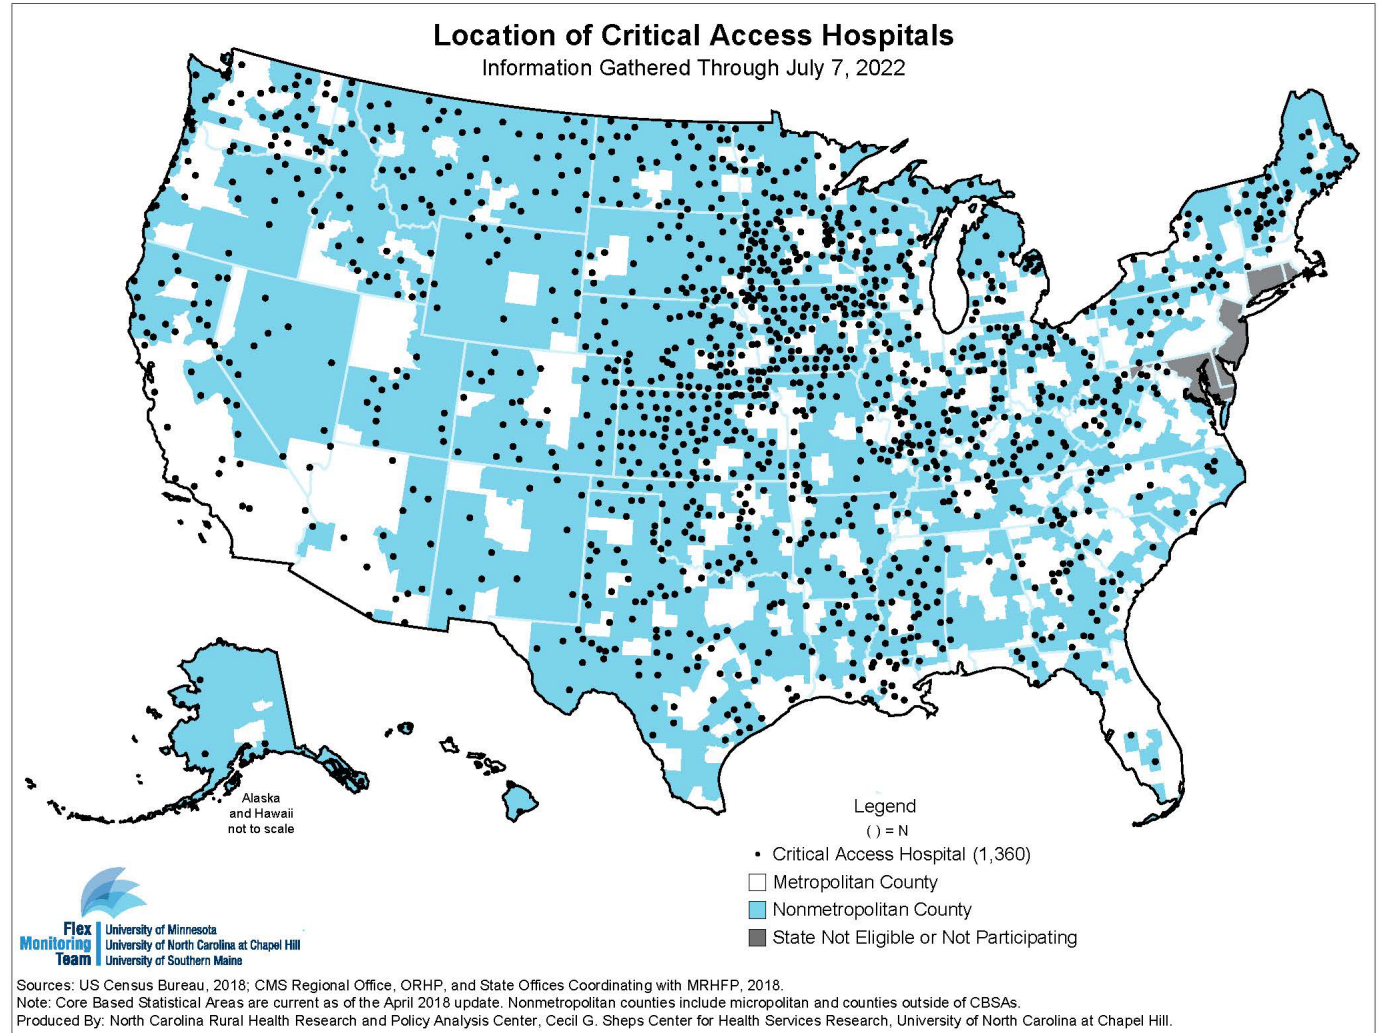 Location of Critical Access Hospitals
Information Gathered Through July 7, 2022
Alaska
and Hawaii
not to scale
Legend
( ) = N
Critical Access Hospital (1,360)
Metropolitan County
Nonmetropolitan County
State Not Eligible or Not Participating
Flex
Monitoring
Team
University of Minnesota
University of North Carolina at Chapel Hill
University of Southern Maine
Sources: US Census Bureau, 2018; CMS Regional Office, ORHP, and State Offices Coordinating with MRHFP, 2018.
Note: Core Based Statistical Areas are current as of the April 2018 update. Nonmetropolitan counties include micropolitan and counties outside of CBSAs.
Produced By: North Carolina Rural Health Research and Policy Analysis Center, Cecil G. Sheps Center for Health Services Research, University of North Carolina at Chapel Hill.